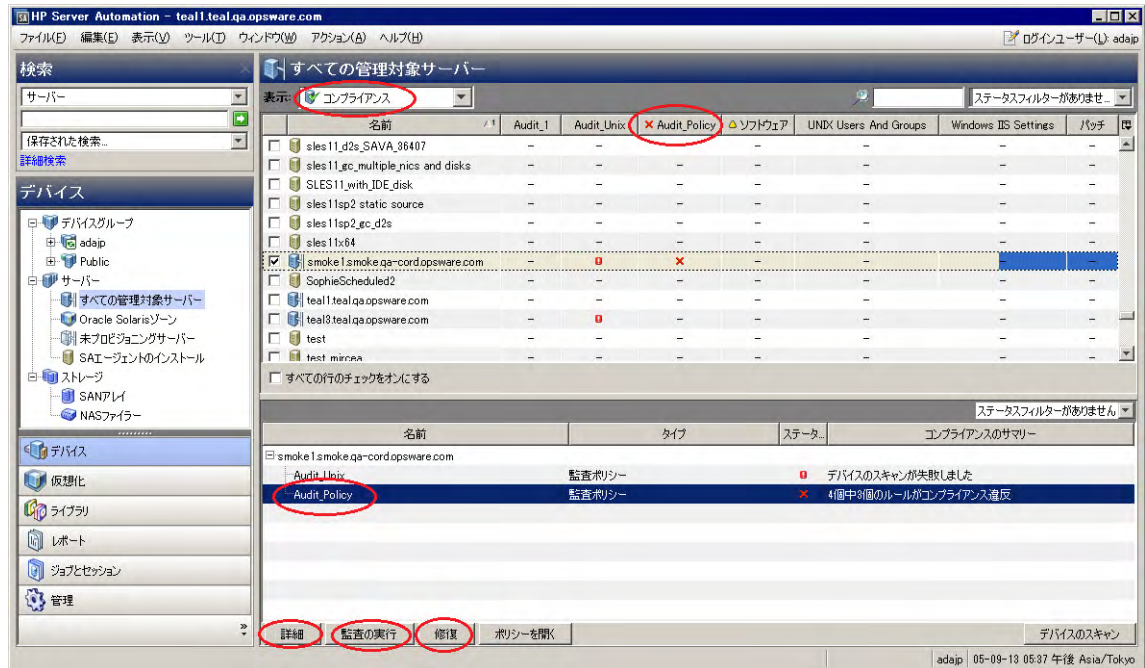 HP Server Automation - teal1.teal.qa.opsware.com
ファイル(F) 編集(E) 表示(V) ツール(T) ウィンドウ(W) アクション(A) ヘルプ(H)
ログインユーザー(L): adajp
検索
サーバー
保存された検索...
詳細検索
デバイス
デバイスグループ
adajp
Public
サーバー
すべての管理対象サーバー
Oracle Solarisゾーン
未プロビジョニングサーバー
SAエージェントのインストール
ストレージ
SANアレイ
NASファイラー
デバイス
仮想化
ライブラリ
レポート
ジョブとセッション
管理
すべての管理対象サーバー
表示: コンプライアンス
ステータスフィルターがありませ...
名前 Audit_1 Audit_Unix Audit_Policy ソフトウェア UNIX Users And Groups Windows IIS Settings パッチ
sles11_d2s_SAVA_36407 - - - - - - -
sles11_gc_multiple_nics and disks - - - - - - -
SLES11_with_IDE_disk - - - - - - -
sles11sp2 static source - - - - - - -
sles11sp2_gc_d2s - - - - - - -
sles11x64 - - - - - - -
smoke1.smoke.qa-cord.opsware.com - - - - -
SophieScheduled2 - - - - - - -
teal1.teal.qa.opsware.com - - - - - - -
teal3.teal.qa.opsware.com - - - - - -
test - - - - - - -
test_mircea - - - - - - -
すべての行のチェックをオンにする
ステータスフィルターがありません
名前 タイプ ステータ... コンプライアンスのサマリー
smoke1.smoke.qa-cord.opsware.com
Audit_Unix 監査ポリシー デバイスのスキャンが失敗しました
Audit_Policy 監査ポリシー 4個中3個のルールがコンプライアンス違反
詳細 監査の実行 修復 ポリシーを開く デバイスのスキャン
adajp 05-09-13 05:37 午後 Asia/Tokyo